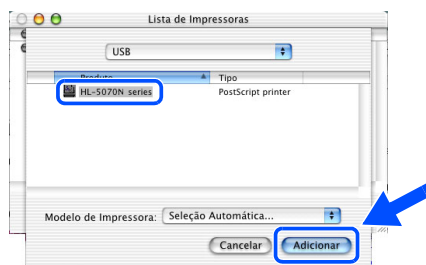 Lista de Impressoras
USB
Produto Tipo
HL-5070N series PostScript printer
Modelo de Impressora: Seleção Automática...
Cancelar Adicionar